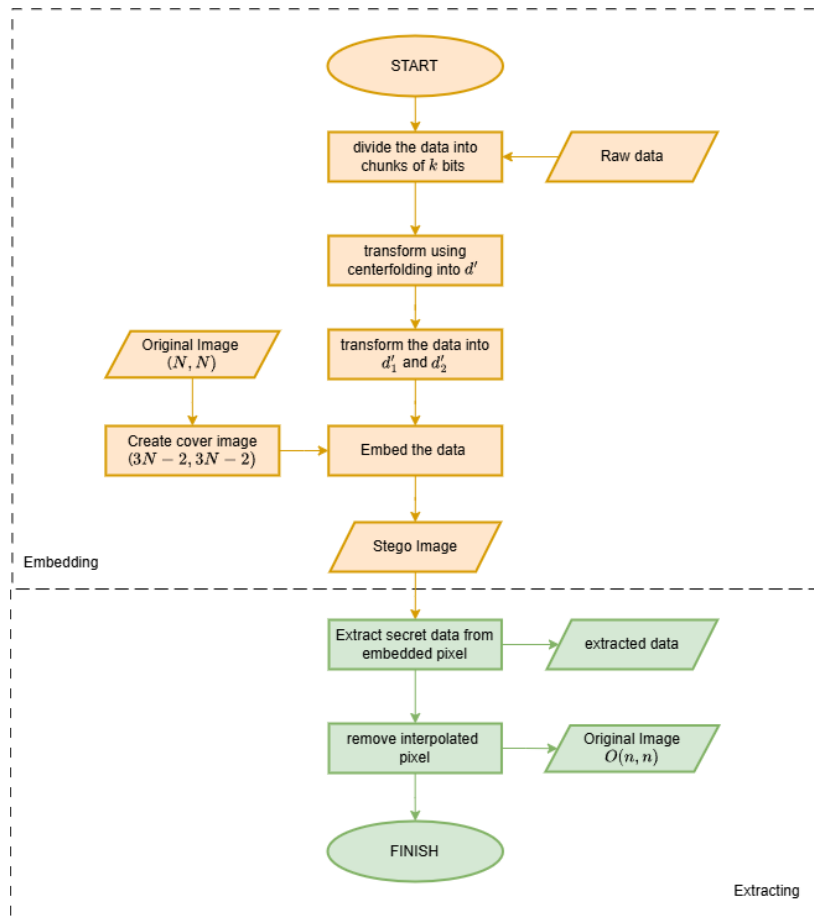 START
divide the data into
chunks of k bits
Raw data
transform using
centerfolding into d′
Original Image
(N, N)
transform the data into
d′₁ and d′₂
Create cover image
(3N − 2, 3N − 2)
Embed the data
Stego Image
Embedding
Extract secret data from
embedded pixel
extracted data
remove interpolated
pixel
Original Image
O(n, n)
FINISH
Extracting